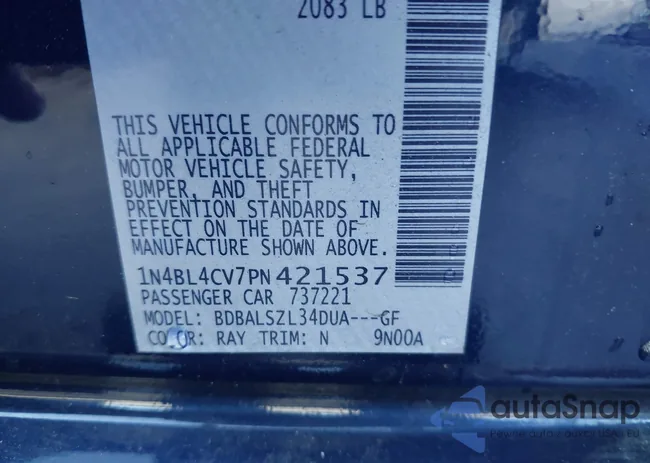 2083 LB
THIS VEHICLE CONFORMS TO
ALL APPLICABLE FEDERAL
MOTOR VEHICLE SAFETY,
BUMPER, AND THEFT
PREVENTION STANDARDS IN
EFFECT ON THE DATE OF
MANUFACTURE SHOWN ABOVE.
1N4BL4CV7PN421537
PASSENGER CAR 737221
MODEL: BDBALSZL34DUA---GF
COLOR: RAY TRIM: N 9N00A
autoSnap